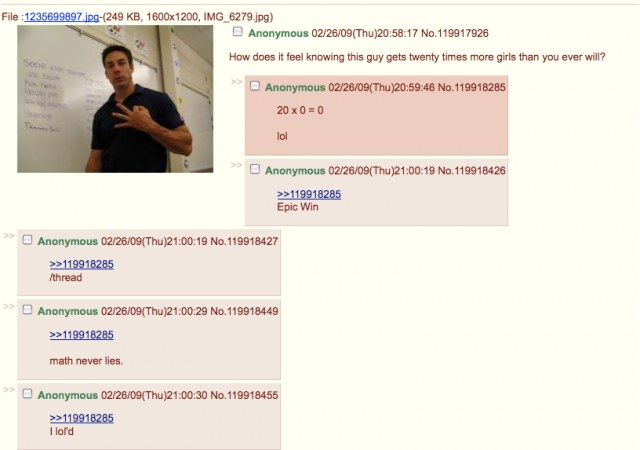 File :1235699897.jpg-(249 KB, 1600x1200, IMG_6279.jpg)
Anonymous 02/26/09(Thu)20:58:17 No.119917926
How does it feel knowing this guy gets twenty times more girls than you ever will?
>> Anonymous 02/26/09(Thu)20:59:46 No.119918285
20 x 0 = 0
lol
>> Anonymous 02/26/09(Thu)21:00:19 No.119918426
>>119918285
Epic Win
>> Anonymous 02/26/09(Thu)21:00:19 No.119918427
>>119918285
/thread
>> Anonymous 02/26/09(Thu)21:00:29 No.119918449
>>119918285
math never lies.
>> Anonymous 02/26/09(Thu)21:00:30 No.119918455
>>119918285
I lol'd